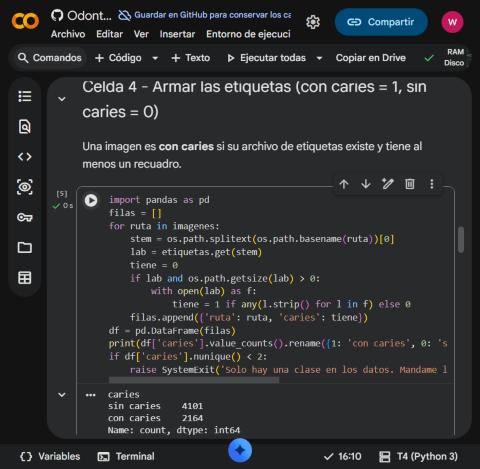 Odont...
Guardar en GitHub para conservar los ca
Compartir
W
Archivo Editar Ver Insertar Entorno de ejecuci
Comandos + Código + Texto Ejecutar todas Copiar en Drive
RAM
Disco
Celda 4 - Armar las etiquetas (con caries = 1, sin
caries = 0)
Una imagen es con caries si su archivo de etiquetas existe y tiene al
menos un recuadro.
[5]
0 s
import pandas as pd
filas = []
for ruta in imagenes:
    stem = os.path.splitext(os.path.basename(ruta))[0]
    lab = etiquetas.get(stem)
    tiene = 0
    if lab and os.path.getsize(lab) > 0:
        with open(lab) as f:
            tiene = 1 if any(l.strip() for l in f) else 0
    filas.append({'ruta': ruta, 'caries': tiene})
df = pd.DataFrame(filas)
print(df['caries'].value_counts().rename({1: 'con caries', 0: 's
if df['caries'].nunique() < 2:
    raise SystemExit('Solo hay una clase en los datos. Mandame l
caries
sin caries    4101
con caries    2164
Name: count, dtype: int64
Variables Terminal 16:10 T4 (Python 3)